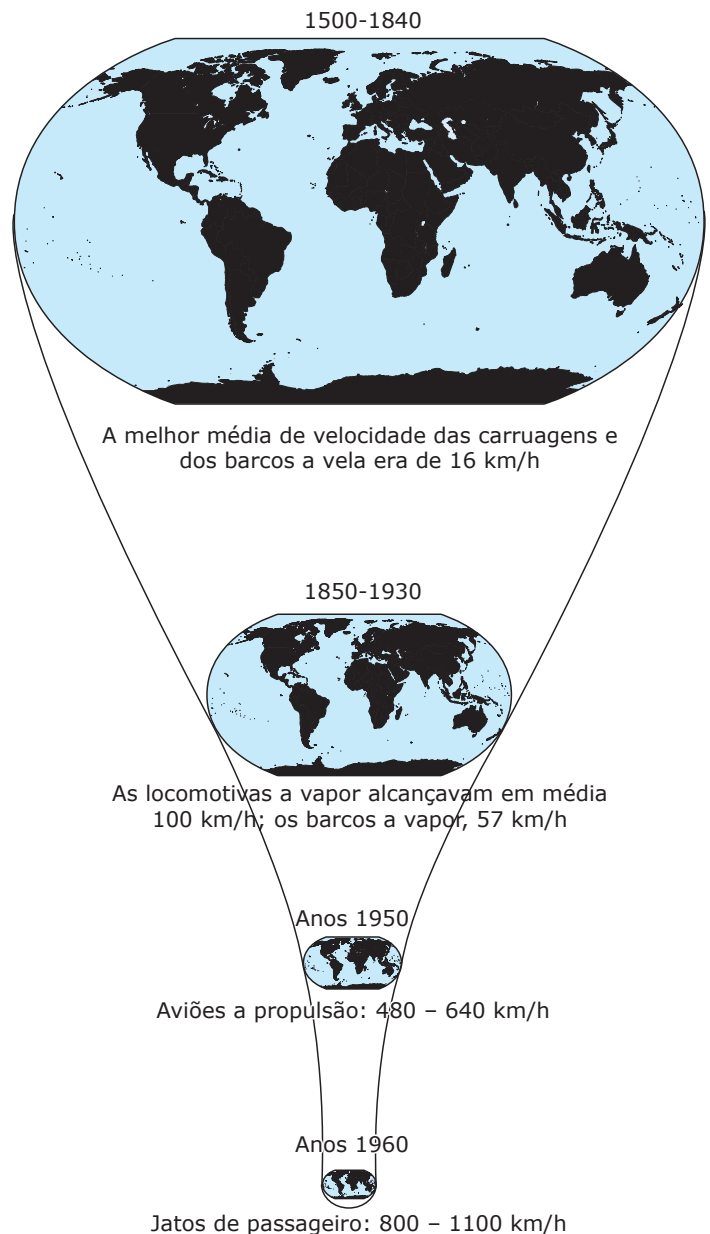 1500-1840
A melhor média de velocidade das carruagens e
dos barcos a vela era de 16 km/h
1850-1930
As locomotivas a vapor alcançavam em média
100 km/h; os barcos a vapor, 57 km/h
Anos 1950
Aviões a propulsão: 480 – 640 km/h
Anos 1960
Jatos de passageiro: 800 – 1100 km/h